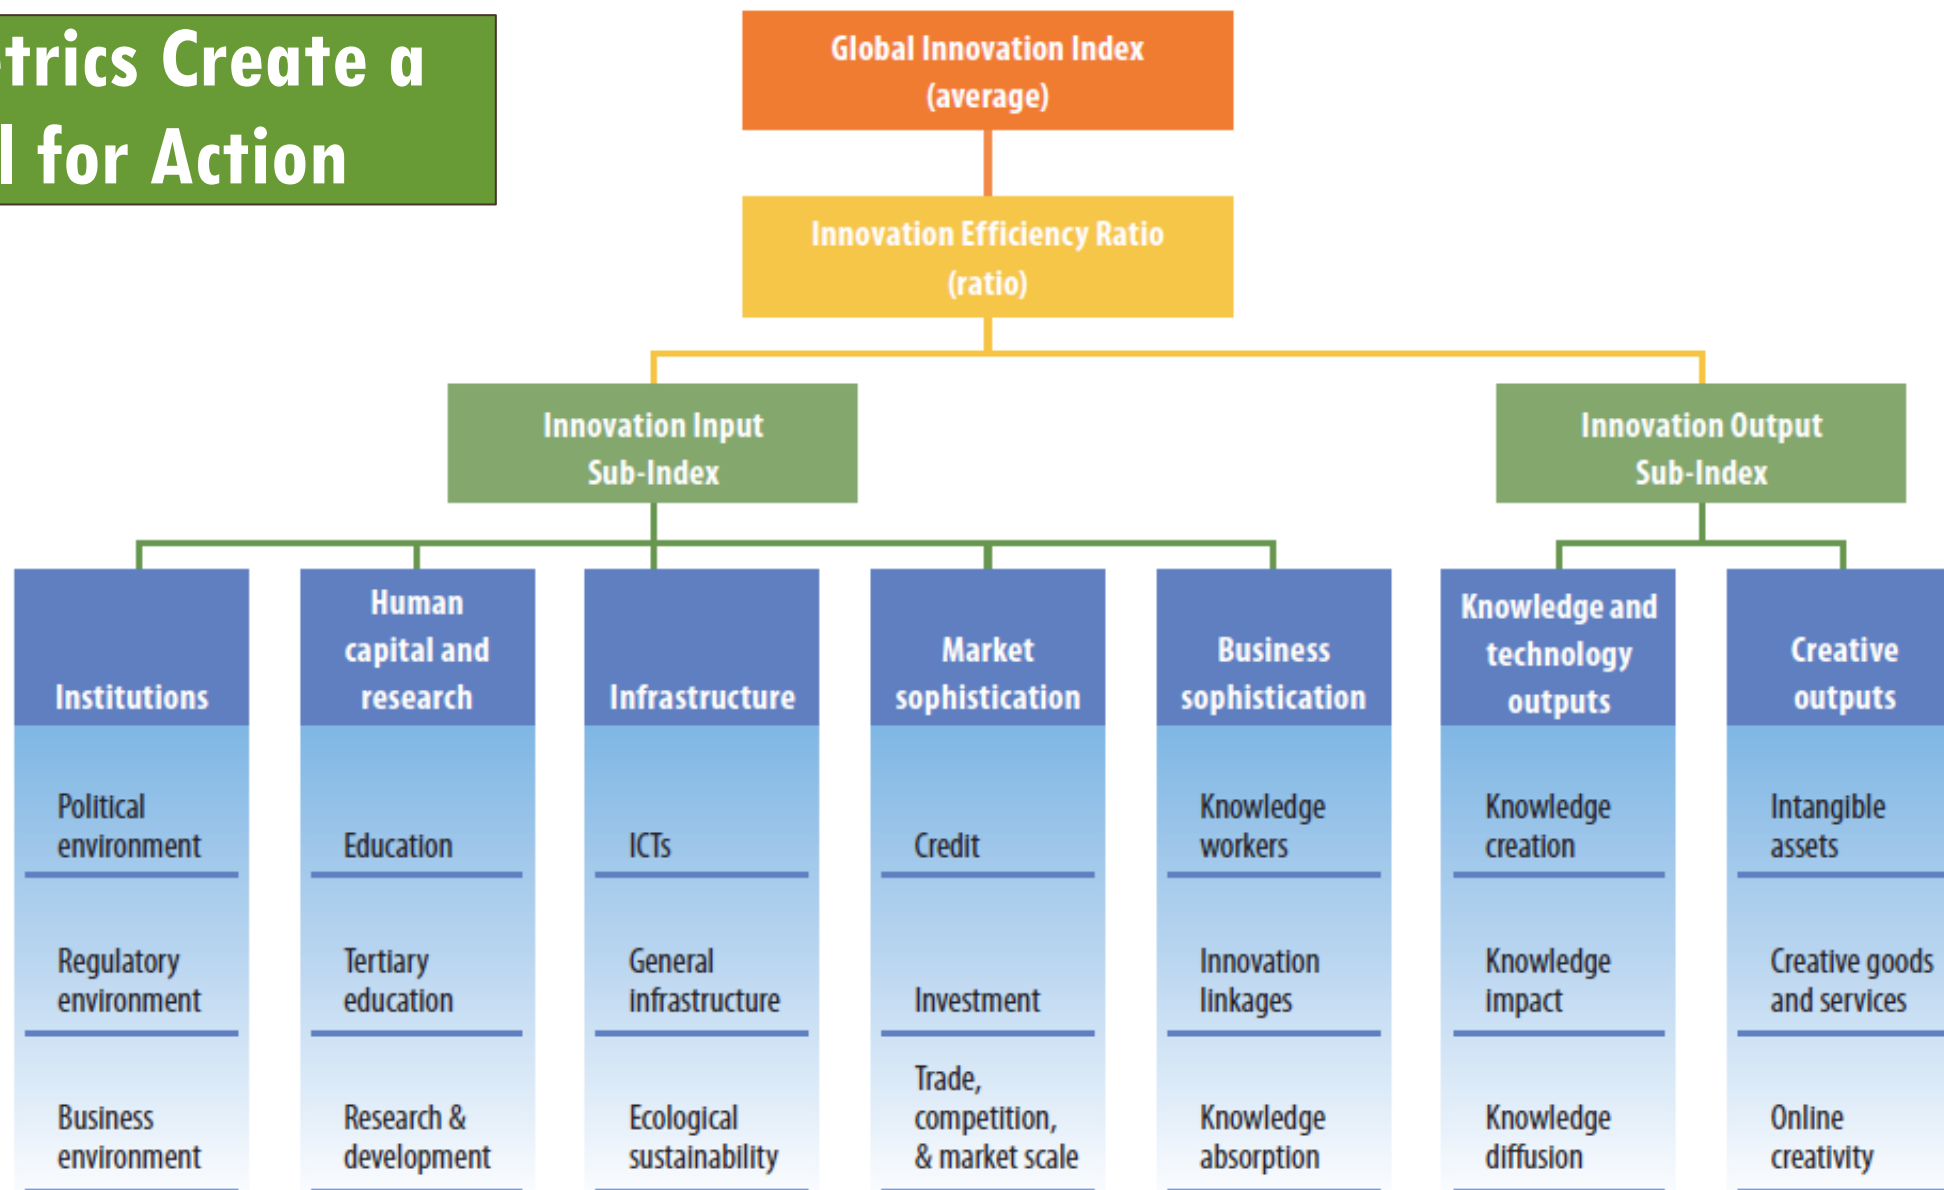 etrics Create a
l for Action
Global Innovation Index
(average)
Innovation Efficiency Ratio
(ratio)
Innovation Input
Sub-Index
Innovation Output
Sub-Index
Institutions
Human
capital and
research
Infrastructure
Market
sophistication
Business
sophistication
Knowledge and
technology
outputs
Creative
outputs
Political
environment
Education
ICTs
Credit
Knowledge
workers
Knowledge
creation
Intangible
assets
Regulatory
environment
Tertiary
education
General
infrastructure
Investment
Innovation
linkages
Knowledge
impact
Creative goods
and services
Business
environment
Research &
development
Ecological
sustainability
Trade,
competition,
& market scale
Knowledge
absorption
Knowledge
diffusion
Online
creativity